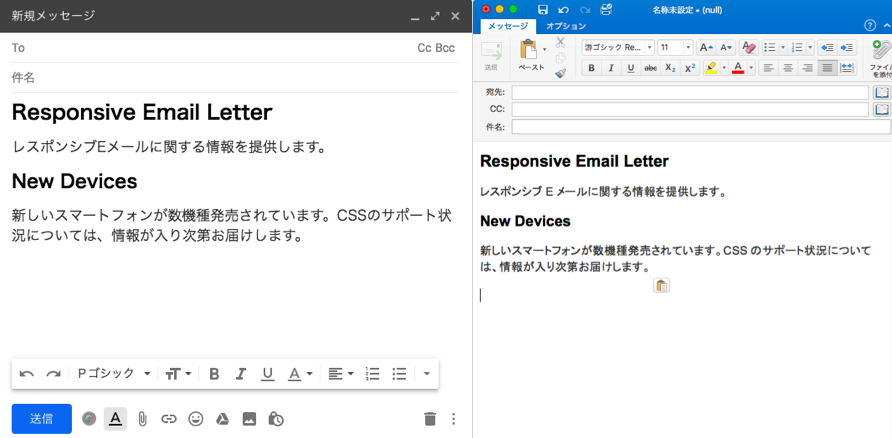 新規メッセージ
To
Cc Bcc
件名
Responsive Email Letter
レスポンシブEメールに関する情報を提供します。
New Devices
新しいスマートフォンが数機種発売されています。CSSのサポート状
況については、情報が入り次第お届けします。
Pゴシック
B I U A
送信
名称未設定 • (null)
メッセージ オプション
送信
ペースト
游ゴシック Re...
11
B I U abc X₂ X² A
ファイル
を添付
宛先:
CC:
件名:
Responsive Email Letter
レスポンシブ E メールに関する情報を提供します。
New Devices
新しいスマートフォンが数機種発売されています。CSS のサポート状況について
は、情報が入り次第お届けします。